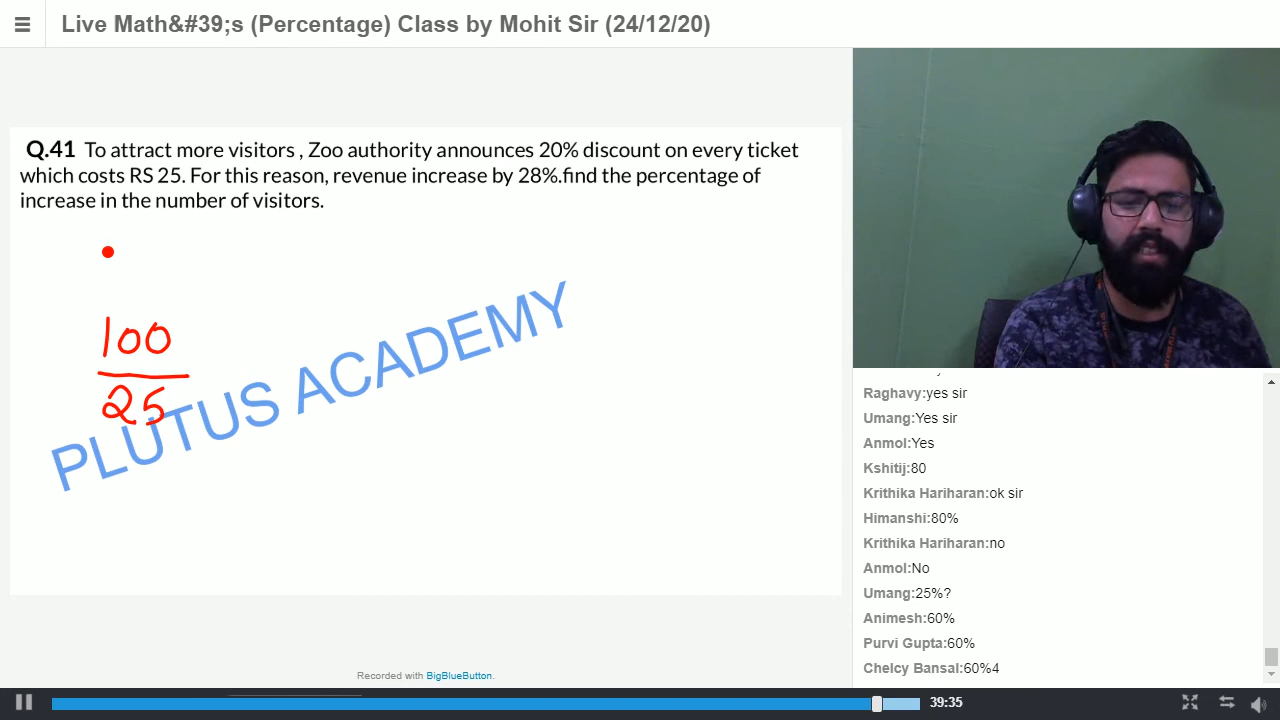 Live Math&#39;s (Percentage) Class by Mohit Sir (24/12/20)
Q.41 To attract more visitors , Zoo authority announces 20% discount on every ticket
which costs RS 25. For this reason, revenue increase by 28%.find the percentage of
increase in the number of visitors.
100
25
PLUTUS ACADEMY
Raghavy:yes sir
Umang:Yes sir
Anmol:Yes
Kshitij:80
Krithika Hariharan:ok sir
Himanshi:80%
Krithika Hariharan:no
Anmol:No
Umang:25%?
Animesh:60%
Purvi Gupta:60%
Chelcy Bansal:60%4
Recorded with BigBlueButton.
39:35